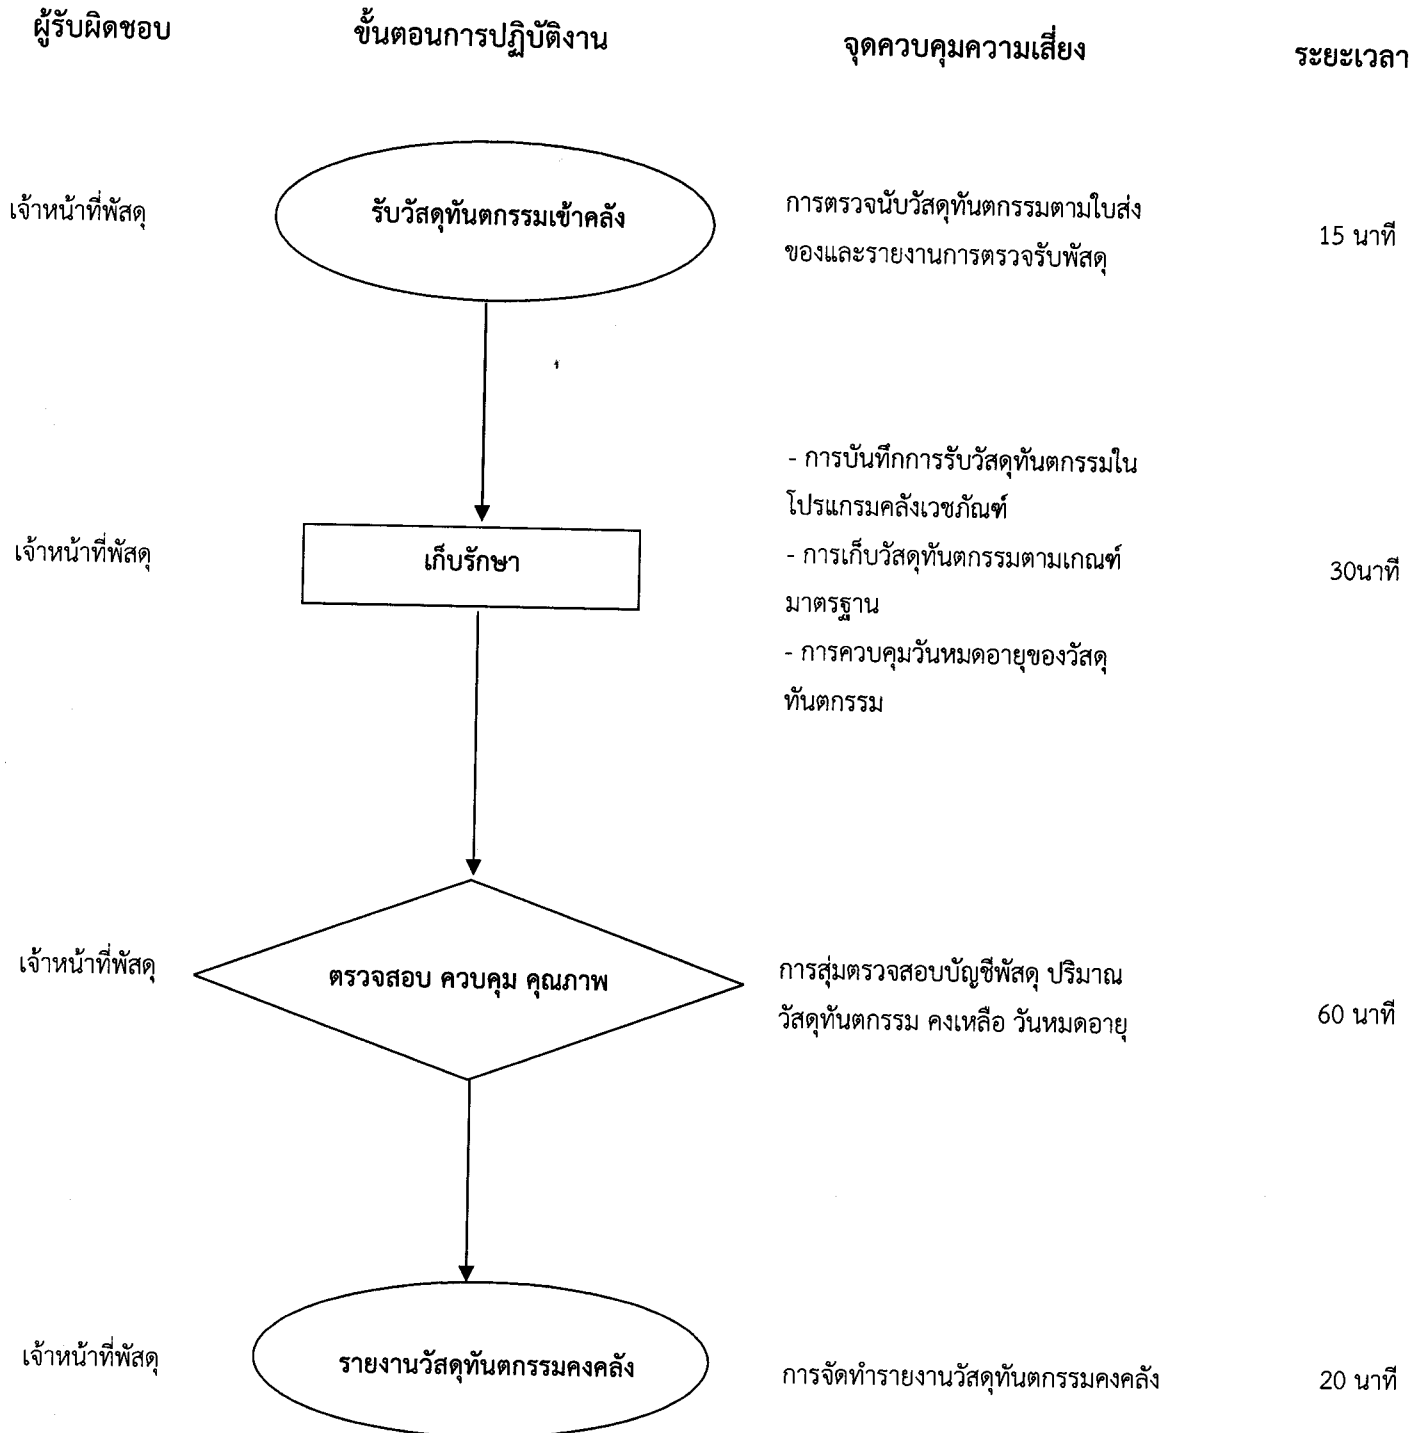 ผู้รับผิดชอบ ขั้นตอนการปฏิบัติงาน จุดควบคุมความเสี่ยง ระยะเวลา
เจ้าหน้าที่พัสดุ
รับวัสดุทันตกรรมเข้าคลัง
การตรวจนับวัสดุทันตกรรมตามใบส่ง
ของและรายงานการตรวจรับพัสดุ
15 นาที
เจ้าหน้าที่พัสดุ
เก็บรักษา
- การบันทึกการรับวัสดุทันตกรรมใน
โปรแกรมคลังเวชภัณฑ์
- การเก็บวัสดุทันตกรรมตามเกณฑ์
มาตรฐาน
- การควบคุมวันหมดอายุของวัสดุ
ทันตกรรม
30นาที
เจ้าหน้าที่พัสดุ
ตรวจสอบ ควบคุม คุณภาพ
การสุ่มตรวจสอบบัญชีพัสดุ ปริมาณ
วัสดุทันตกรรม คงเหลือ วันหมดอายุ
60 นาที
เจ้าหน้าที่พัสดุ
รายงานวัสดุทันตกรรมคงคลัง
การจัดทำรายงานวัสดุทันตกรรมคงคลัง
20 นาที